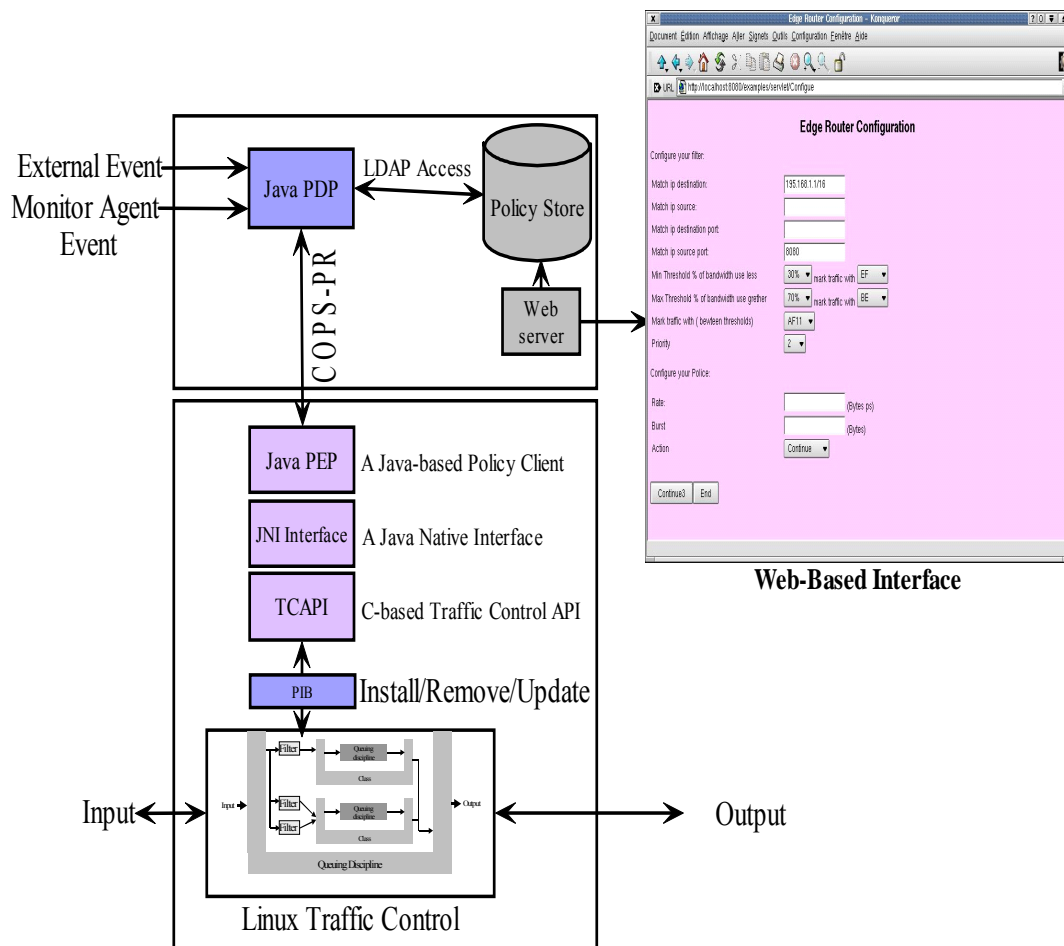 External Event
Monitor Agent
Event
Java PDP
LDAP Access
Policy Store
Web
server
COPS-PR
Java PEP
A Java-based Policy Client
JNI Interface
A Java Native Interface
TCAPI
C-based Traffic Control API
PIB
Install/Remove/Update
Filter
Queuing
discipline
Class
Input
Filter
Filter
Queuing
discipline
Class
Output
Queuing Discipline
Input
Output
Linux Traffic Control
Edge Router Configuration - Konqueror
Document Edition Affichage Aller Signets Outils Configuration Fenêtre Aide
URL http://localhost:8080/examples/servlet/Configue
Edge Router Configuration
Configure your filter:
Match ip destination: 195.168.1.1/16
Match ip source:
Match ip destination port:
Match ip source port: 8080
Min Threshold % of bandwidth use less 30% mark traffic with EF
Max Threshold % of bandwidth use grether 70% mark traffic with BE
Mark traffic with ( bewteen thresholds) AF11
Priority 2
Configure your Police:
Rate: (Bytes ps)
Burst (Bytes)
Action Continue
Continue3 End
Web-Based Interface